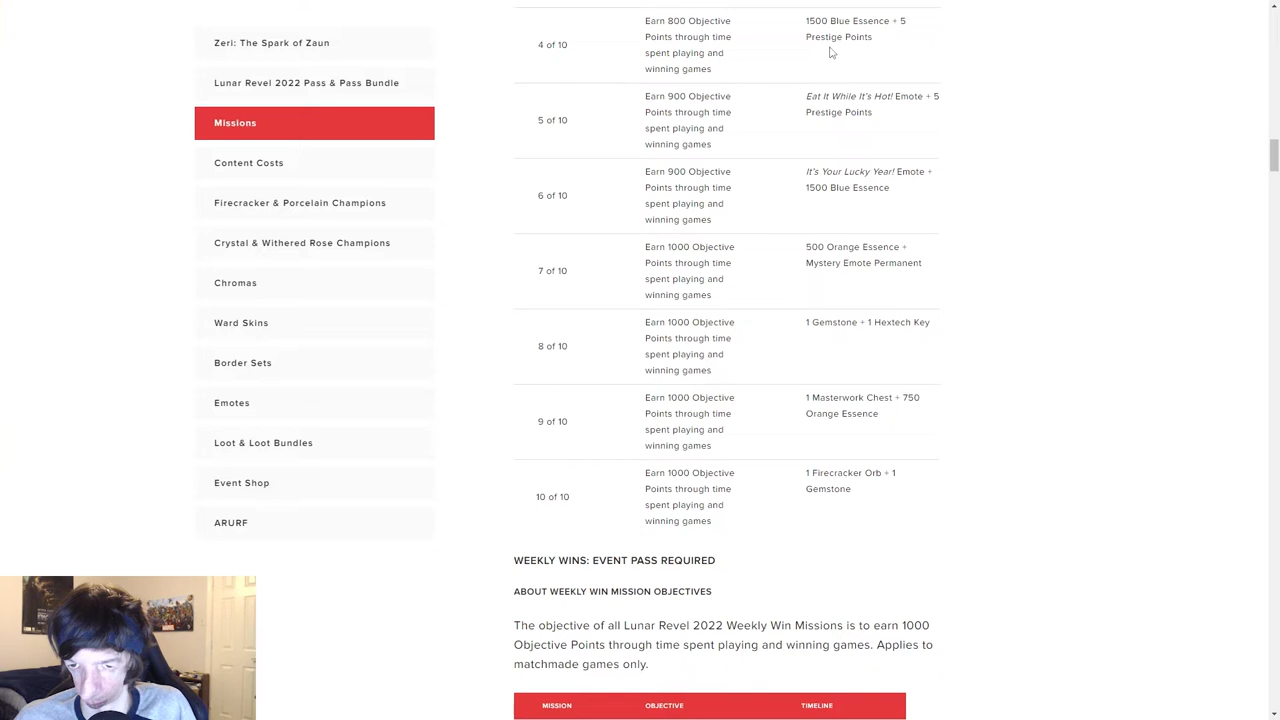 Zeri: The Spark of Zaun
Lunar Revel 2022 Pass & Pass Bundle
Missions
Content Costs
Firecracker & Porcelain Champions
Crystal & Withered Rose Champions
Chromas
Ward Skins
Border Sets
Emotes
Loot & Loot Bundles
Event Shop
ARURF
4 of 10
Earn 800 Objective
Points through time
spent playing and
winning games
1500 Blue Essence + 5
Prestige Points
5 of 10
Earn 900 Objective
Points through time
spent playing and
winning games
Eat It While It's Hot! Emote + 5
Prestige Points
6 of 10
Earn 900 Objective
Points through time
spent playing and
winning games
It's Your Lucky Year! Emote +
1500 Blue Essence
7 of 10
Earn 1000 Objective
Points through time
spent playing and
winning games
500 Orange Essence +
Mystery Emote Permanent
8 of 10
Earn 1000 Objective
Points through time
spent playing and
winning games
1 Gemstone + 1 Hextech Key
9 of 10
Earn 1000 Objective
Points through time
spent playing and
winning games
1 Masterwork Chest + 750
Orange Essence
10 of 10
Earn 1000 Objective
Points through time
spent playing and
winning games
1 Firecracker Orb + 1
Gemstone
WEEKLY WINS: EVENT PASS REQUIRED
ABOUT WEEKLY WIN MISSION OBJECTIVES
The objective of all Lunar Revel 2022 Weekly Win Missions is to earn 1000
Objective Points through time spent playing and winning games. Applies to
matchmade games only.
MISSION OBJECTIVE TIMELINE